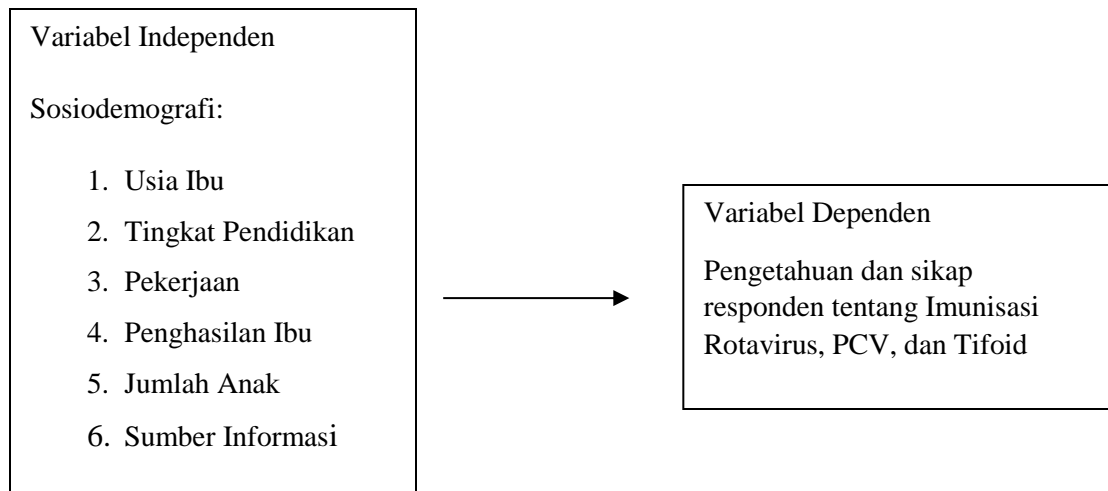 Variabel Independen
Sosiodemografi:
1. Usia Ibu
2. Tingkat Pendidikan
3. Pekerjaan
4. Penghasilan Ibu
5. Jumlah Anak
6. Sumber Informasi
Variabel Dependen
Pengetahuan dan sikap
responden tentang Imunisasi
Rotavirus, PCV, dan Tifoid